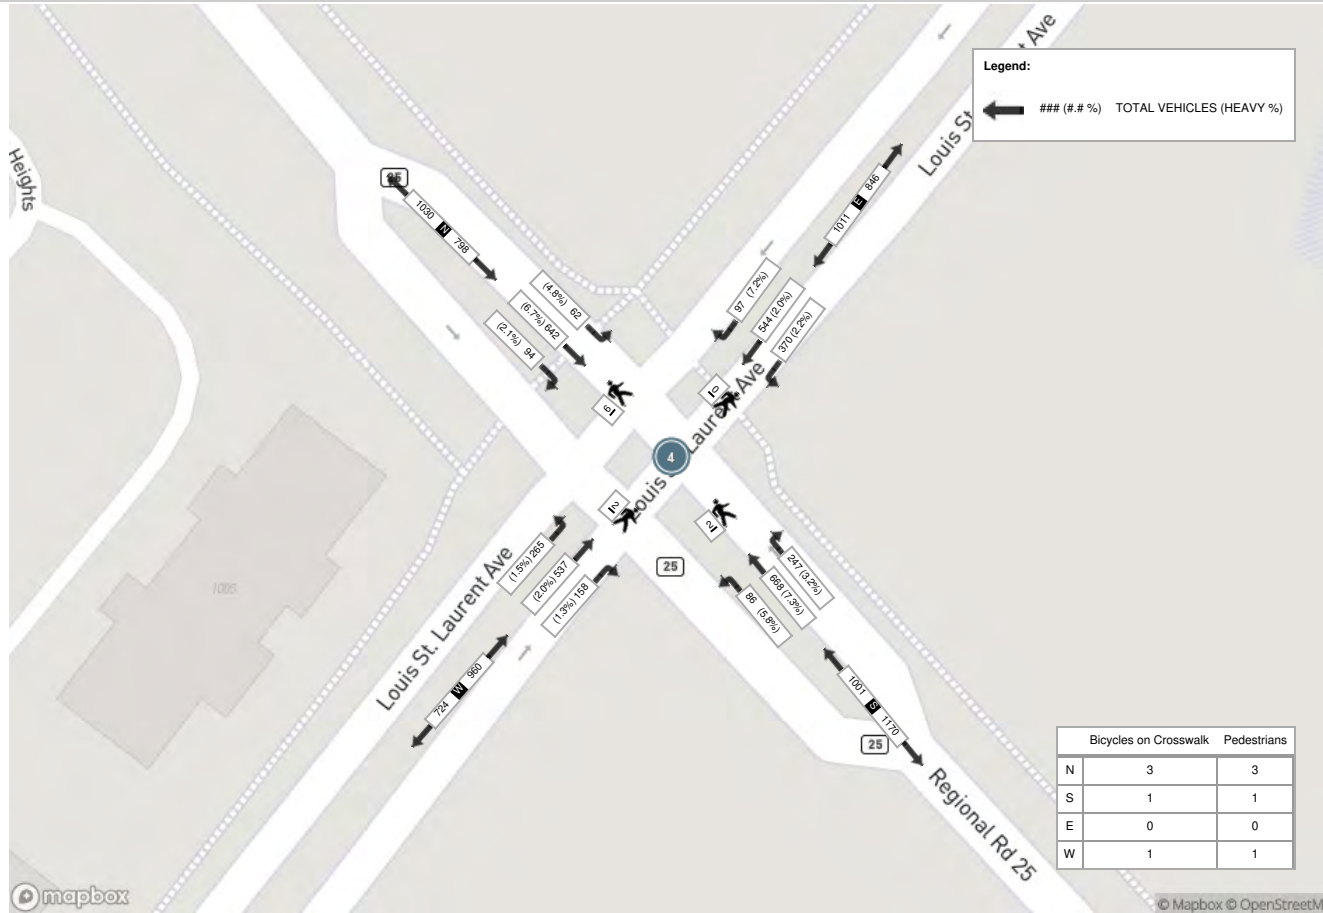 Legend:
### (#.# %) TOTAL VEHICLES (HEAVY %)
Heights
Louis St
t Ave
1030 N 798
(4.8%) 62
(6.7%) 642
(2.1%) 94
1011 E 846
97 (7.2%)
544 (2.0%)
370 (2.2%)
6
0
4
Louis
Laurent Ave
2
2
25
Louis St. Laurent Ave
(1.5%) 265
(2.0%) 537
(1.3%) 158
247 (3.2%)
668 (7.3%)
86 (5.8%)
1005
724 W 960
1001 S 1170
25
Regional Rd 25
Bicycles on Crosswalk Pedestrians
N 3 3
S 1 1
E 0 0
W 1 1
mapbox
© Mapbox © OpenStreetM